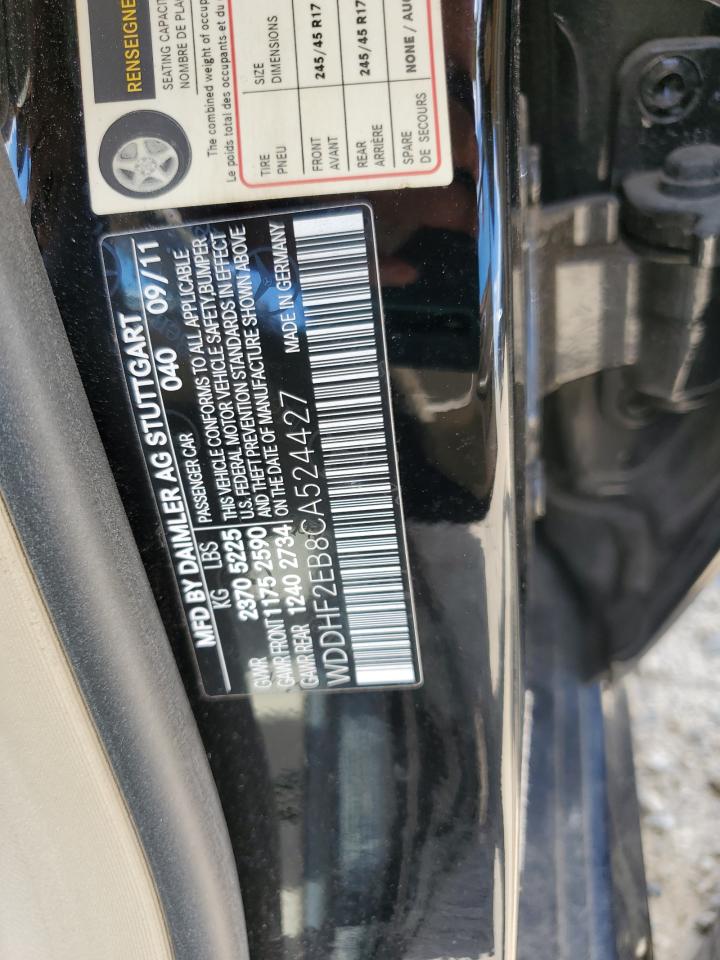 RENSEIGNE
SEATING CAPACIT
NOMBRE DE PLAC
The combined weight of occup
Le poids total des occupants et du
TIRE SIZE
PNEU DIMENSIONS
FRONT 245/45 R17
AVANT
REAR 245/45 R17
ARRIÈRE
SPARE NONE / AUC
DE SECOURS
MFD BY DAIMLER AG STUTTGART
040 09/11
KG LBS PASSENGER CAR
GVWR 2370 5225
GAWR FRONT 1175 2590
GAWR REAR 1240 2734
THIS VEHICLE CONFORMS TO ALL APPLICABLE
U.S. FEDERAL MOTOR VEHICLE SAFETY,BUMPER
AND THEFT PREVENTION STANDARDS IN EFFECT
ON THE DATE OF MANUFACTURE SHOWN ABOVE
MADE IN GERMANY
WDDHF2EB8CA524427